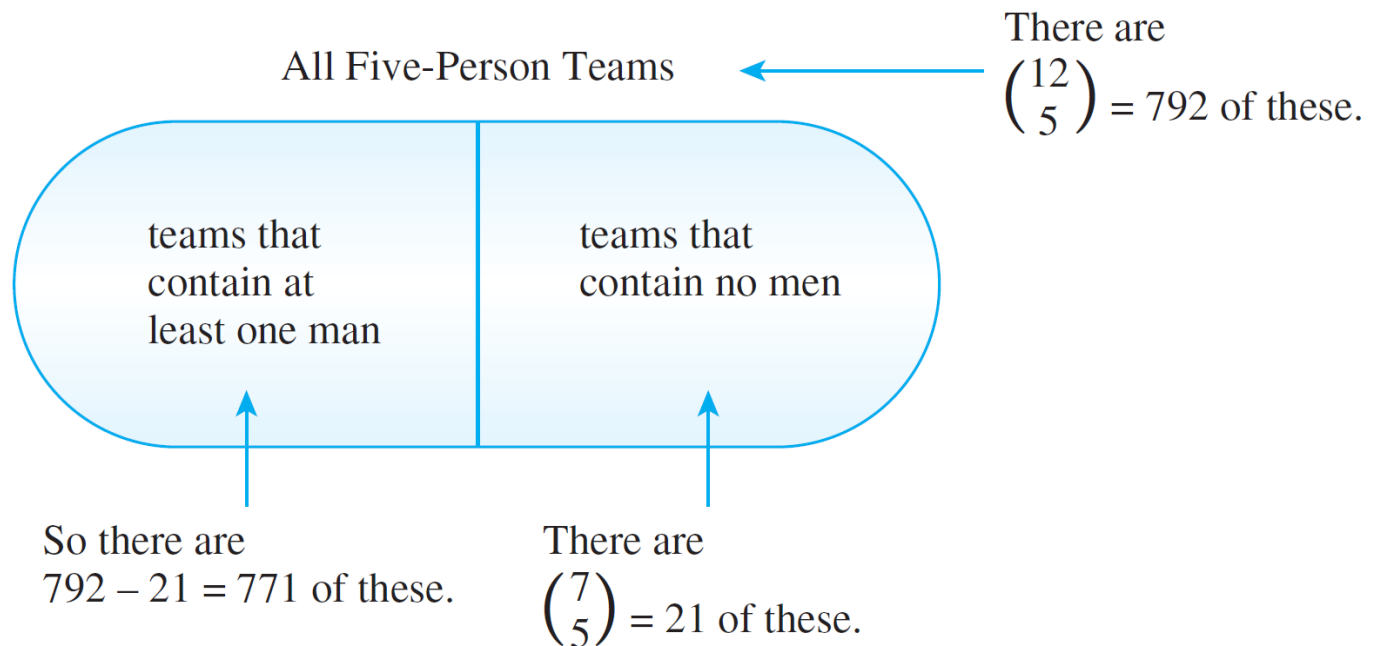 There are
All Five-Person Teams
(12 5) = 792 of these.
teams that
contain at
least one man
teams that
contain no men
So there are
792 – 21 = 771 of these.
There are
(7 5) = 21 of these.